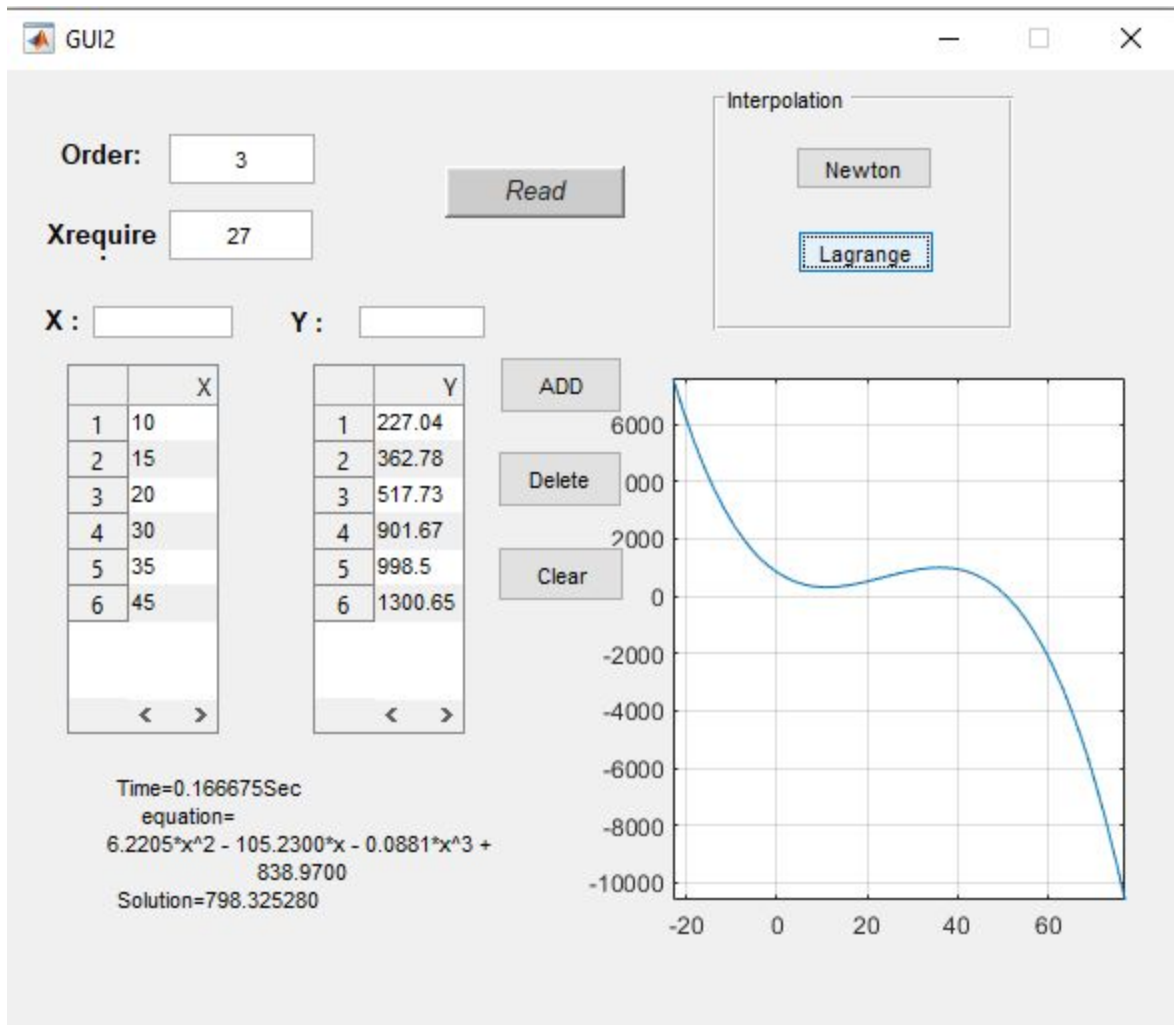 GUI2
Interpolation
Order: 3
Read
Newton
Xrequire 27
.
Lagrange
X : Y :
X Y ADD
1 10 1 227.04
2 15 2 362.78
3 20 3 517.73
4 30 4 901.67
5 35 5 998.5
6 45 6 1300.65
Delete
Clear
< > < >
6000
000
2000
0
-2000
-4000
-6000
-8000
-10000
-20 0 20 40 60
Time=0.166675Sec
equation=
6.2205*x^2 - 105.2300*x - 0.0881*x^3 +
838.9700
Solution=798.325280